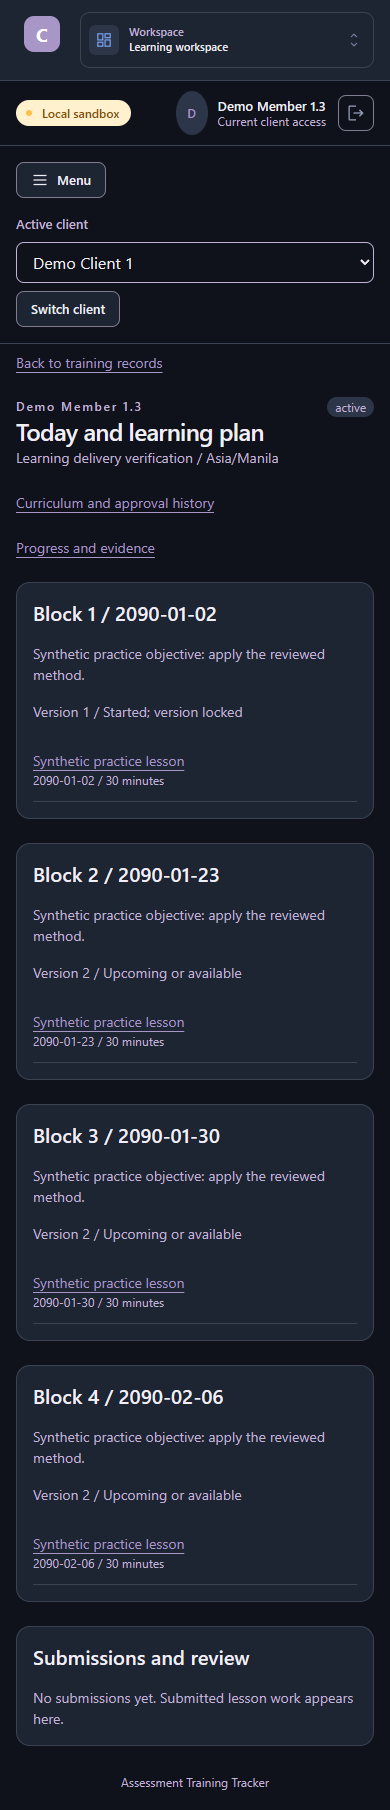 C
Workspace
Learning workspace
Local sandbox
D
Demo Member 1.3
Current client access
Menu
Active client
Demo Client 1
Switch client
Back to training records
Demo Member 1.3
active
Today and learning plan
Learning delivery verification / Asia/Manila
Curriculum and approval history
Progress and evidence
Block 1 / 2090-01-02
Synthetic practice objective: apply the reviewed
method.
Version 1 / Started; version locked
Synthetic practice lesson
2090-01-02 / 30 minutes
Block 2 / 2090-01-23
Synthetic practice objective: apply the reviewed
method.
Version 2 / Upcoming or available
Synthetic practice lesson
2090-01-23 / 30 minutes
Block 3 / 2090-01-30
Synthetic practice objective: apply the reviewed
method.
Version 2 / Upcoming or available
Synthetic practice lesson
2090-01-30 / 30 minutes
Block 4 / 2090-02-06
Synthetic practice objective: apply the reviewed
method.
Version 2 / Upcoming or available
Synthetic practice lesson
2090-02-06 / 30 minutes
Submissions and review
No submissions yet. Submitted lesson work appears
here.
Assessment Training Tracker